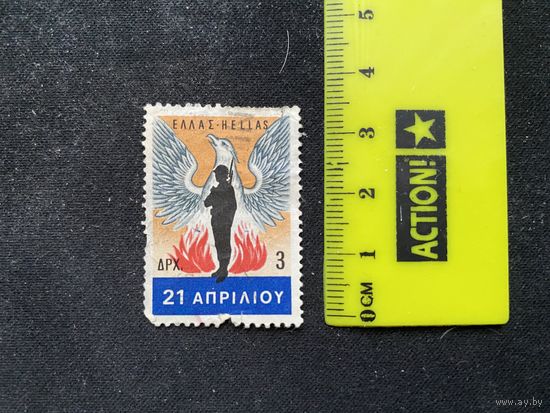 ΕΛΛΑΣ-HELLAS
ΔΡΧ. 3
21 ΑΠΡΙΛΙΟΥ
0 CM 1 2 3 4 5
ACTION!
www.ay.by